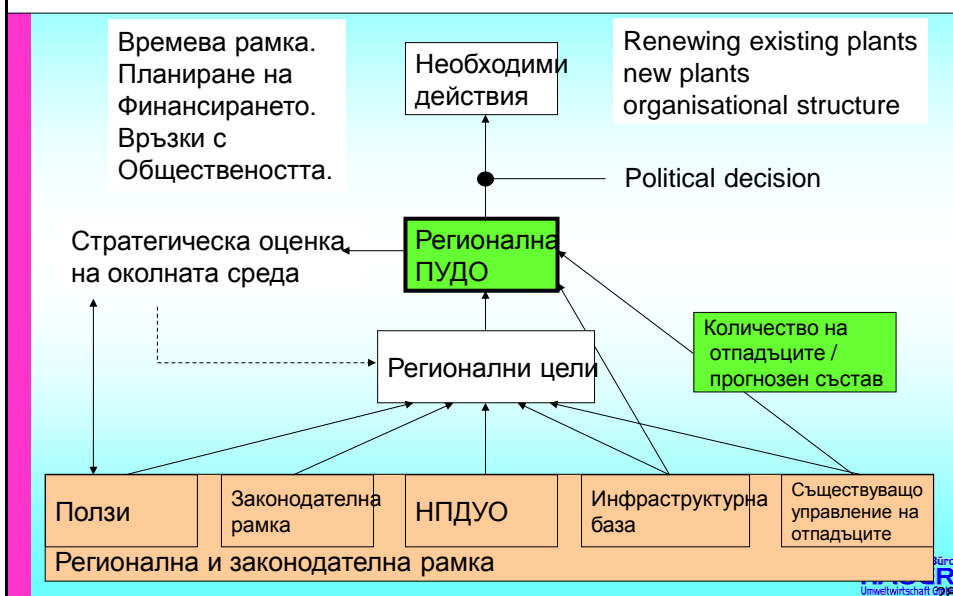 Времева рамка.
Планиране на
Финансирането.
Връзки с
Обществеността.
Необходими
действия
Renewing existing plants
new plants
organisational structure
Political decision
Стратегическа оценка
на околната среда
Регионална
ПУДО
Количество на
отпадъците /
прогнозен състав
Регионални цели
Ползи
Законодателна
рамка
НПДУО
Инфраструктурна
база
Съществуващо
управление на
отпадъците
Регионална и законодателна рамка
Büro
Umweltwirtschaft